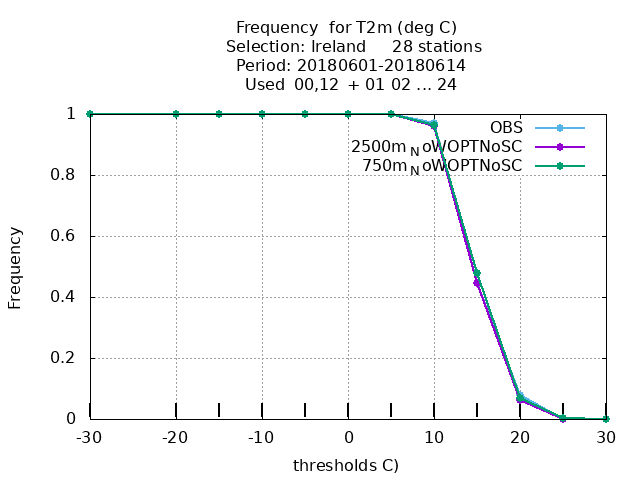 Frequency for T2m (deg C)
Selection: Ireland 28 stations
Period: 20180601-20180614
Used 00,12 + 01 02 ... 24
OBS
2500m_NoWOPTNoSC
750m_NoWOPTNoSC
1
0.8
0.6
0.4
0.2
0
Frequency
-30 -20 -10 0 10 20 30
thresholds C)